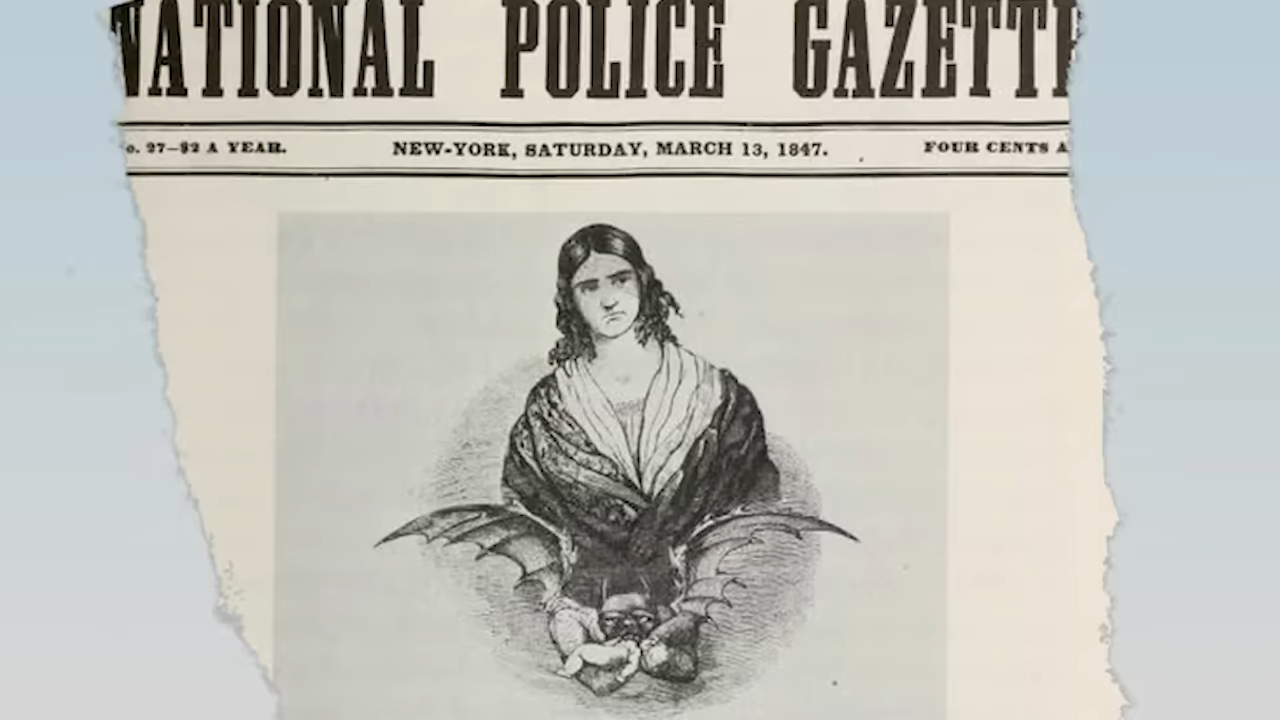 NATIONAL POLICE GAZETTE
o. 27—$2 A YEAR. NEW-YORK, SATURDAY, MARCH 13, 1847. FOUR CENTS A